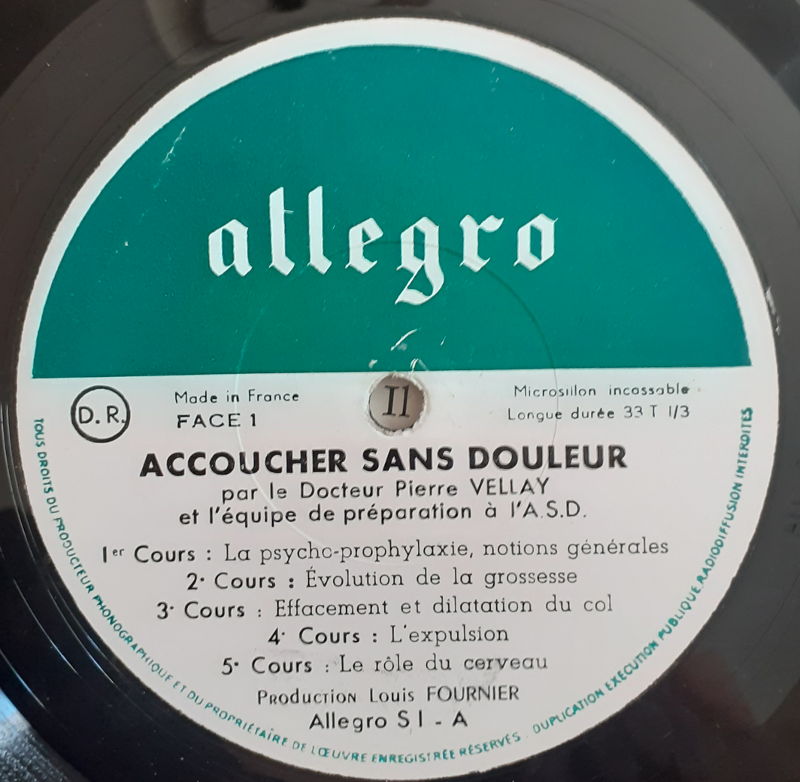 allegro
D.R.
Made in France
FACE 1
II
Microsillon incassable
Longue durée 33 T 1/3
ACCOUCHER SANS DOULEUR
par le Docteur Pierre VELLAY
et l'équipe de préparation à l'A.S.D.
1er Cours : La psycho-prophylaxie, notions générales
2e Cours : Évolution de la grossesse
3e Cours : Effacement et dilatation du col
4e Cours : L'expulsion
5e Cours : Le rôle du cerveau
Production Louis FOURNIER
Allegro S I - A
TOUS DROITS DU PRODUCTEUR PHONOGRAPHIQUE ET DU PROPRIÉTAIRE DE L'ŒUVRE ENREGISTRÉE RÉSERVÉS. DUPLICATION EXÉCUTION PUBLIQUE RADIODIFFUSION INTERDITES